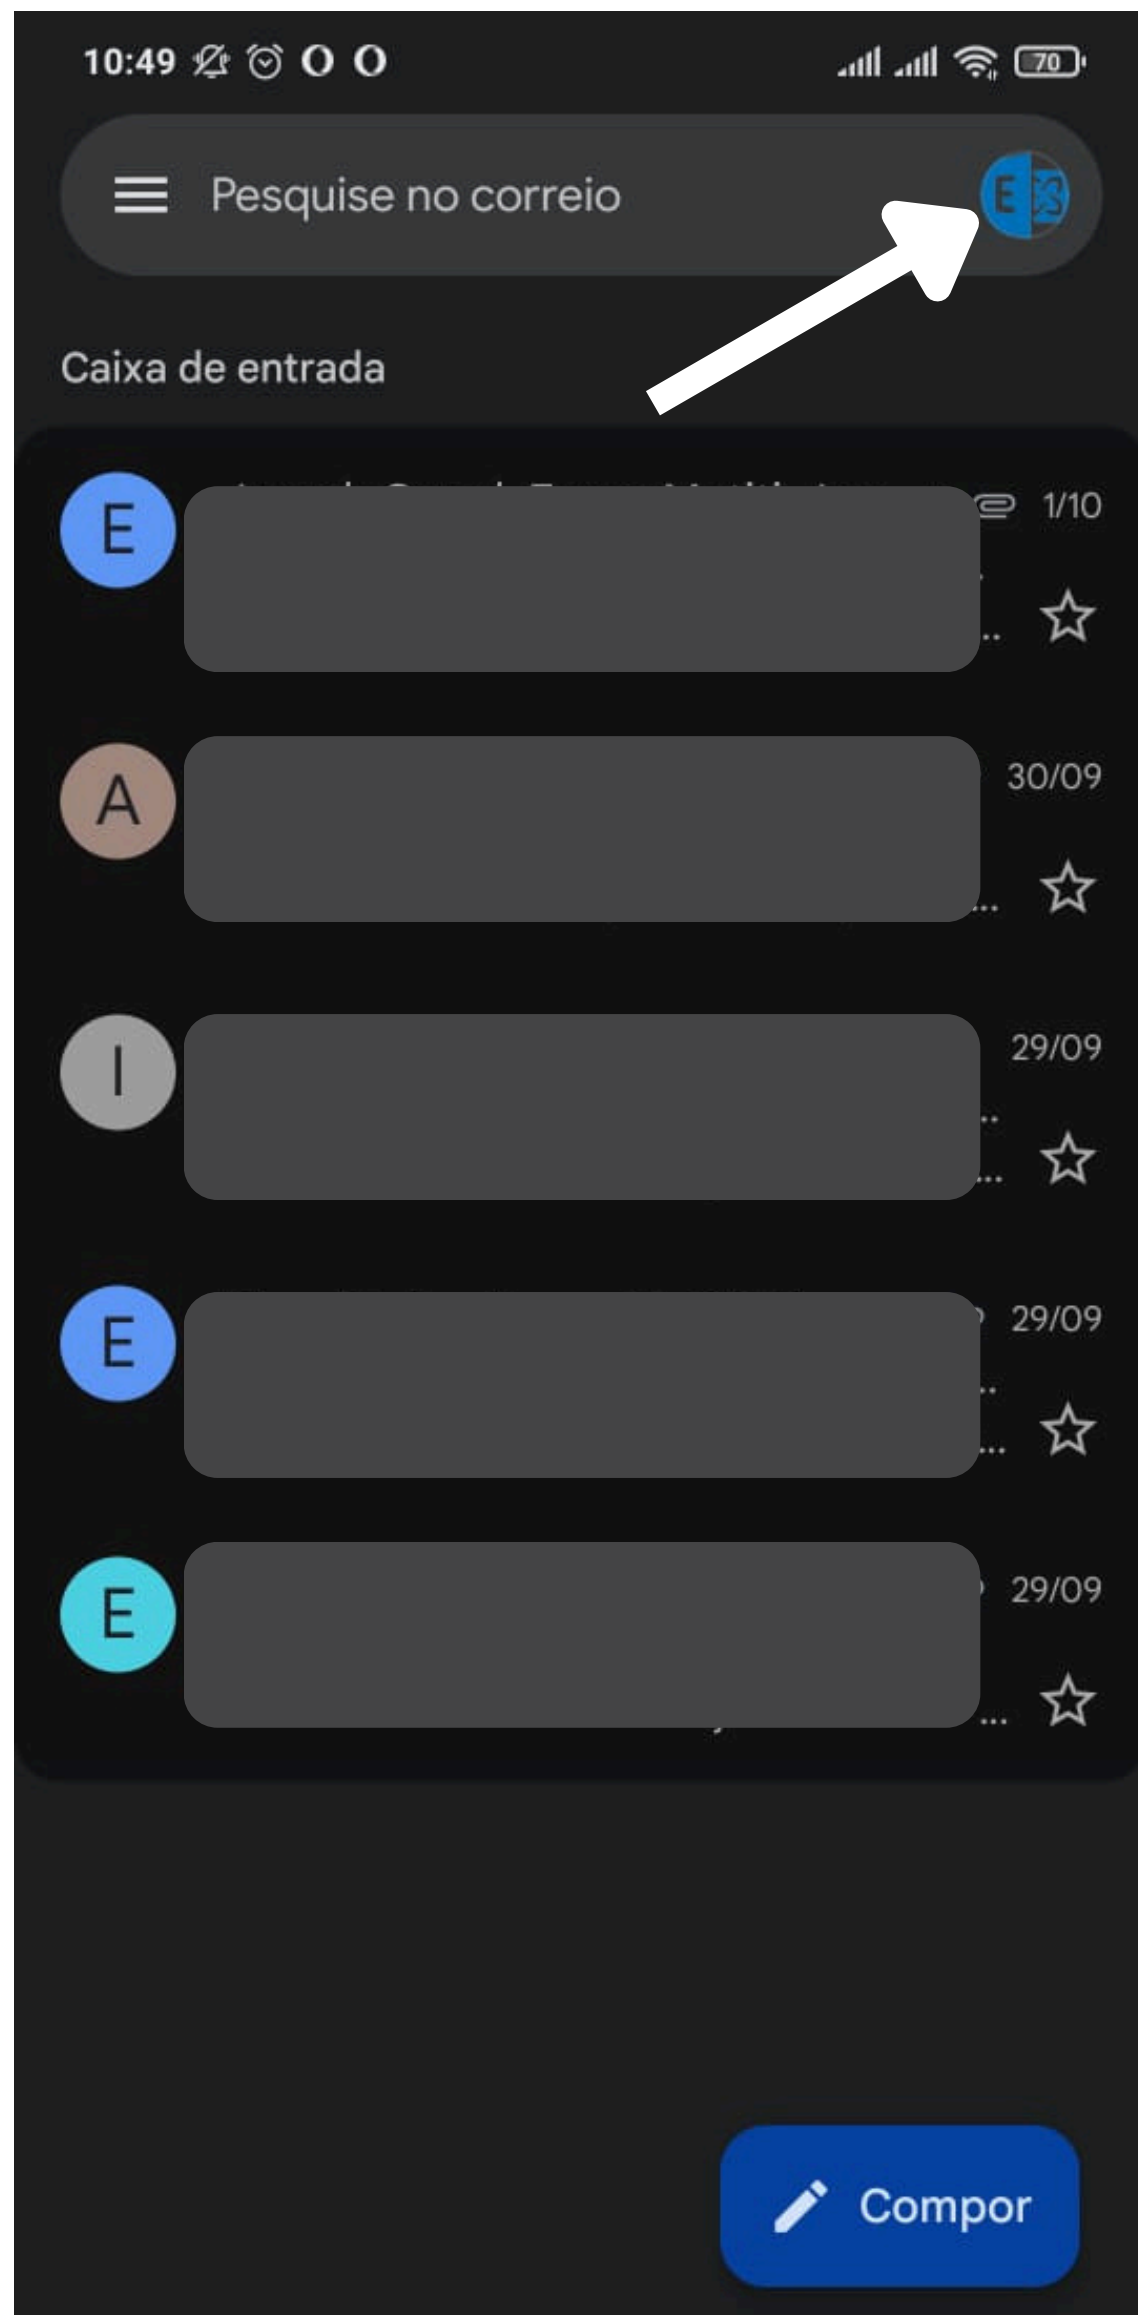 10:49
70
Pesquise no correio
E
Caixa de entrada
E
1/10
A
30/09
I
29/09
E
29/09
E
29/09
Compor